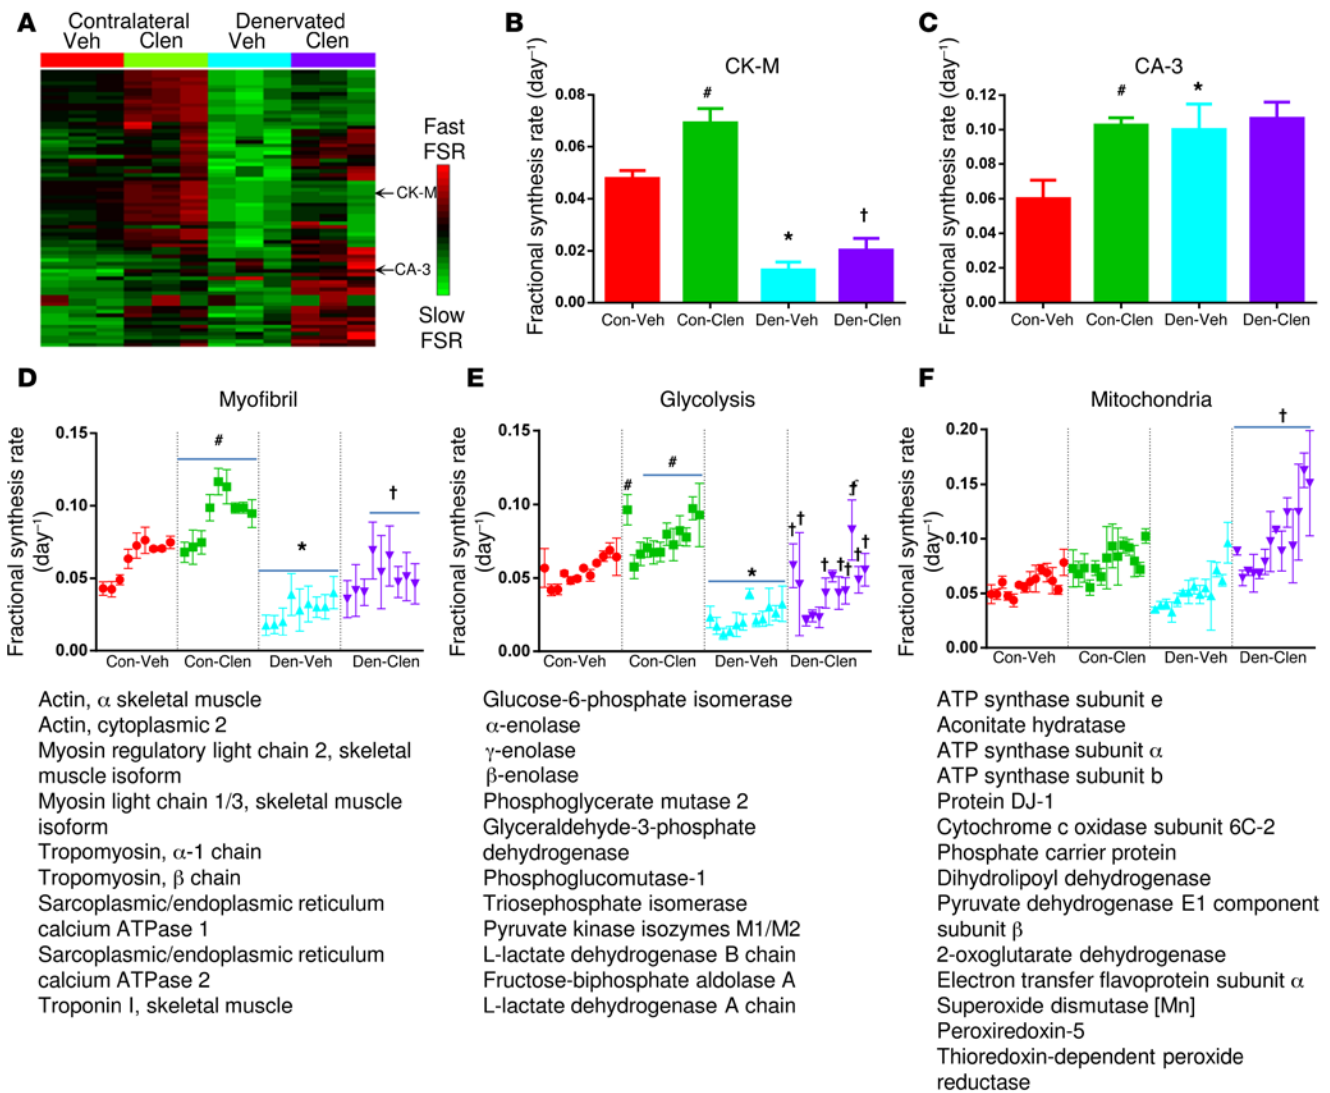 A
Contralateral Denervated
Veh Clen Veh Clen
Fast
FSR
CK-M
CA-3
Slow
FSR
B
CK-M
Fractional synthesis rate (day⁻¹)
0.08
0.06
0.04
0.02
0.00
#
*
†
Con-Veh Con-Clen Den-Veh Den-Clen
C
CA-3
Fractional synthesis rate (day⁻¹)
0.12
0.10
0.08
0.06
0.04
0.02
0.00
#
*
Con-Veh Con-Clen Den-Veh Den-Clen
D
Myofibril
Fractional synthesis rate
(day⁻¹)
0.15
0.10
0.05
0.00
#
*
†
Con-Veh Con-Clen Den-Veh Den-Clen
Actin, α skeletal muscle
Actin, cytoplasmic 2
Myosin regulatory light chain 2, skeletal
muscle isoform
Myosin light chain 1/3, skeletal muscle
isoform
Tropomyosin, α-1 chain
Tropomyosin, β chain
Sarcoplasmic/endoplasmic reticulum
calcium ATPase 1
Sarcoplasmic/endoplasmic reticulum
calcium ATPase 2
Troponin I, skeletal muscle
E
Glycolysis
Fractional synthesis rate
(day⁻¹)
0.15
0.10
0.05
0.00
# #
*
† † † † † † † †
Con-Veh Con-Clen Den-Veh Den-Clen
Glucose-6-phosphate isomerase
α-enolase
γ-enolase
β-enolase
Phosphoglycerate mutase 2
Glyceraldehyde-3-phosphate
dehydrogenase
Phosphoglucomutase-1
Triosephosphate isomerase
Pyruvate kinase isozymes M1/M2
L-lactate dehydrogenase B chain
Fructose-biphosphate aldolase A
L-lactate dehydrogenase A chain
F
Mitochondria
Fractional synthesis rate
(day⁻¹)
0.20
0.15
0.10
0.05
0.00
†
Con-Veh Con-Clen Den-Veh Den-Clen
ATP synthase subunit e
Aconitate hydratase
ATP synthase subunit α
ATP synthase subunit b
Protein DJ-1
Cytochrome c oxidase subunit 6C-2
Phosphate carrier protein
Dihydrolipoyl dehydrogenase
Pyruvate dehydrogenase E1 component
subunit β
2-oxoglutarate dehydrogenase
Electron transfer flavoprotein subunit α
Superoxide dismutase [Mn]
Peroxiredoxin-5
Thioredoxin-dependent peroxide
reductase